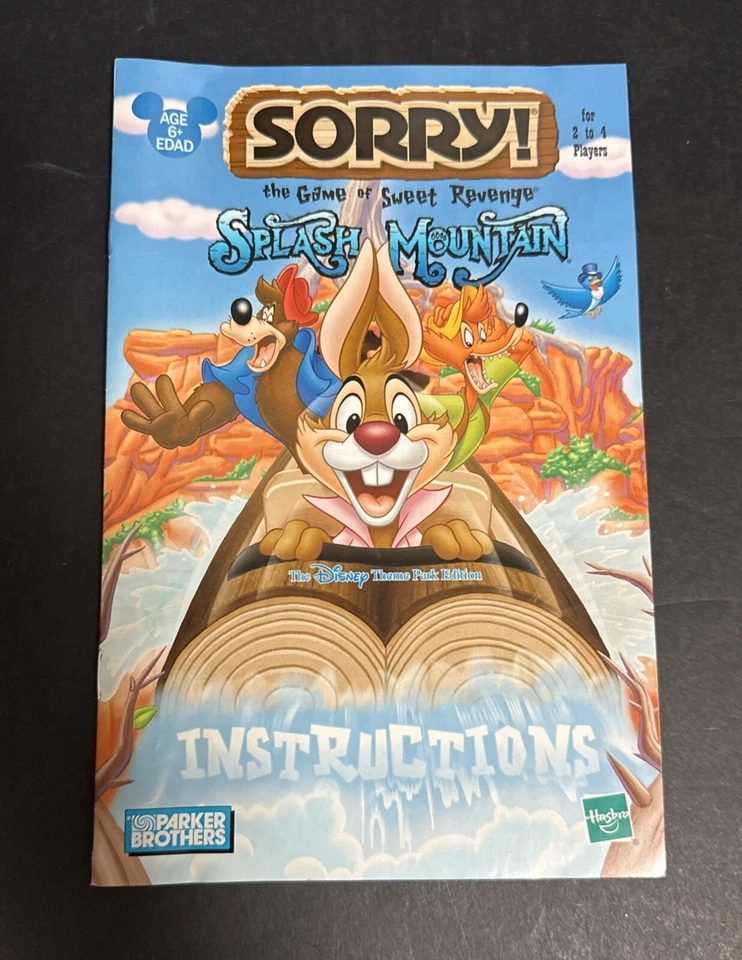 AGE
6+
EDAD
SORRY!®
for
2 to 4
Players
the Game of Sweet Revenge®
SPLASH MOUNTAIN
The DISNEY Theme Park Edition
INSTRUCTIONS
PARKER
BROTHERS
Hasbro
®